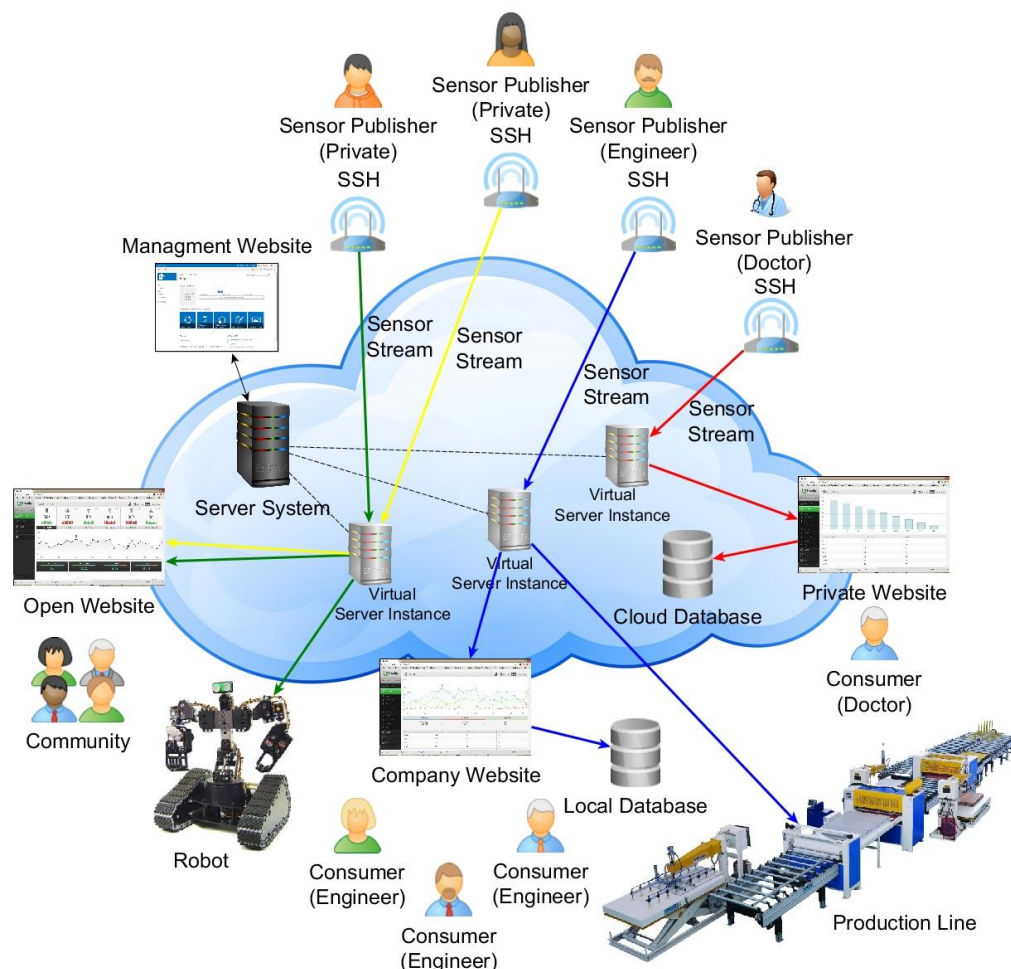 Sensor Publisher
(Private)
SSH
Sensor Publisher
(Private)
SSH
Sensor Publisher
(Engineer)
SSH
Sensor Publisher
(Doctor)
SSH
Managment Website
Sensor
Stream
Sensor
Stream
Sensor
Stream
Sensor
Stream
Server System
Virtual
Server Instance
Virtual
Server Instance
Virtual
Server Instance
Open Website
Cloud Database
Private Website
Community
Consumer
(Doctor)
Company Website
Local Database
Robot
Consumer
(Engineer)
Consumer
(Engineer)
Consumer
(Engineer)
Production Line